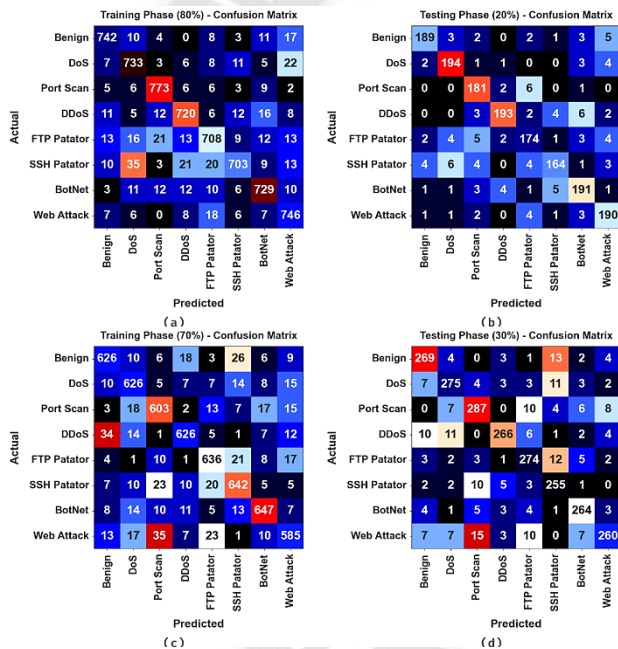 Training Phase (80%) - Confusion Matrix
Benign 742 10 4 0 8 3 11 17
DoS 7 733 3 6 8 11 5 22
Port Scan 5 6 773 6 6 3 9 2
DDoS 11 5 12 720 6 12 16 8
FTP Patator 13 16 21 13 708 9 12 13
SSH Patator 35 21 20 703 9 13
BotNet 3 11 12 12 10 6 729 10
Web Attack 7 6 0 8 18 6 7 746
Actual
Benign DoS Port Scan DDoS FTP Patator SSH Patator BotNet Web Attack
Predicted
(a)
Testing Phase (20%) - Confusion Matrix
Benign 189 3 2 0 2 1 3 5
DoS 2 194 3 4
Port Scan 0 0 181 2 6 0 1 0
DDoS 0 0 3 193 2 4 6 2
FTP Patator 2 4 5 2 174 1 3 4
SSH Patator 4 6 4 0 4 164 1 3
BotNet 1 1 3 4 1 5 191 1
Web Attack 1 1 2 0 4 1 3 190
Actual
Benign DoS Port Scan DDoS FTP Patator SSH Patator BotNet Web Attack
Predicted
(b)
Training Phase (70%) - Confusion Matrix
Benign 626 10 6 18 3 26 6 9
DoS 10 626 5 7 7 14 8 15
Port Scan 3 18 603 2 13 7 17 15
DDoS 34 14 1 626 5 1 7 12
FTP Patator 4 1 10 1 636 21 8 17
SSH Patator 7 10 23 10 20 642 5 5
BotNet 8 14 10 11 5 13 647 7
Web Attack 13 17 35 7 23 1 10 585
Actual
Benign DoS Port Scan DDoS FTP Patator SSH Patator BotNet Web Attack
Predicted
(c)
Testing Phase (30%) - Confusion Matrix
Benign 269 4 0 3 1 13 2 4
DoS 7 275 4 3 3 11 3 2
Port Scan 0 7 287 0 10 4 6 8
DDoS 10 11 0 266 6 1 2 4
FTP Patator 3 2 3 1 274 12 5 2
SSH Patator 2 2 10 5 3 255 1 0
BotNet 4 1 5 3 4 1 264 3
Web Attack 7 7 15 3 10 0 7 260
Actual
Benign DoS Port Scan DDoS FTP Patator SSH Patator BotNet Web Attack
Predicted
(d)